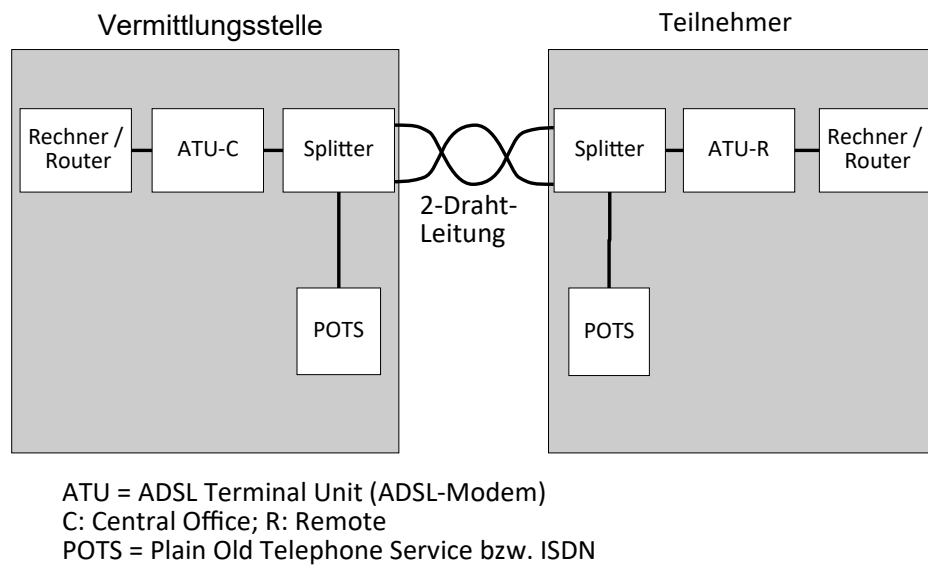 Vermittlungsstelle
Teilnehmer
Rechner /
Router
ATU-C
Splitter
Splitter
ATU-R
Rechner /
Router
2-Draht-
Leitung
POTS
POTS
ATU = ADSL Terminal Unit (ADSL-Modem)
C: Central Office; R: Remote
POTS = Plain Old Telephone Service bzw. ISDN